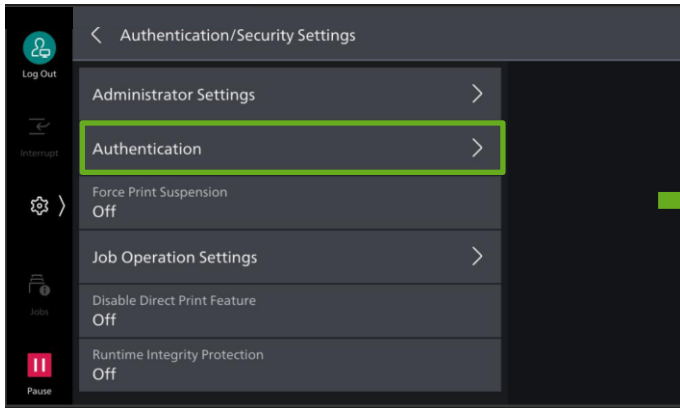 Authentication/Security Settings
Log Out
Interrupt
Jobs
Pause
Administrator Settings
Authentication
Force Print Suspension
Off
Job Operation Settings
Disable Direct Print Feature
Off
Runtime Integrity Protection
Off